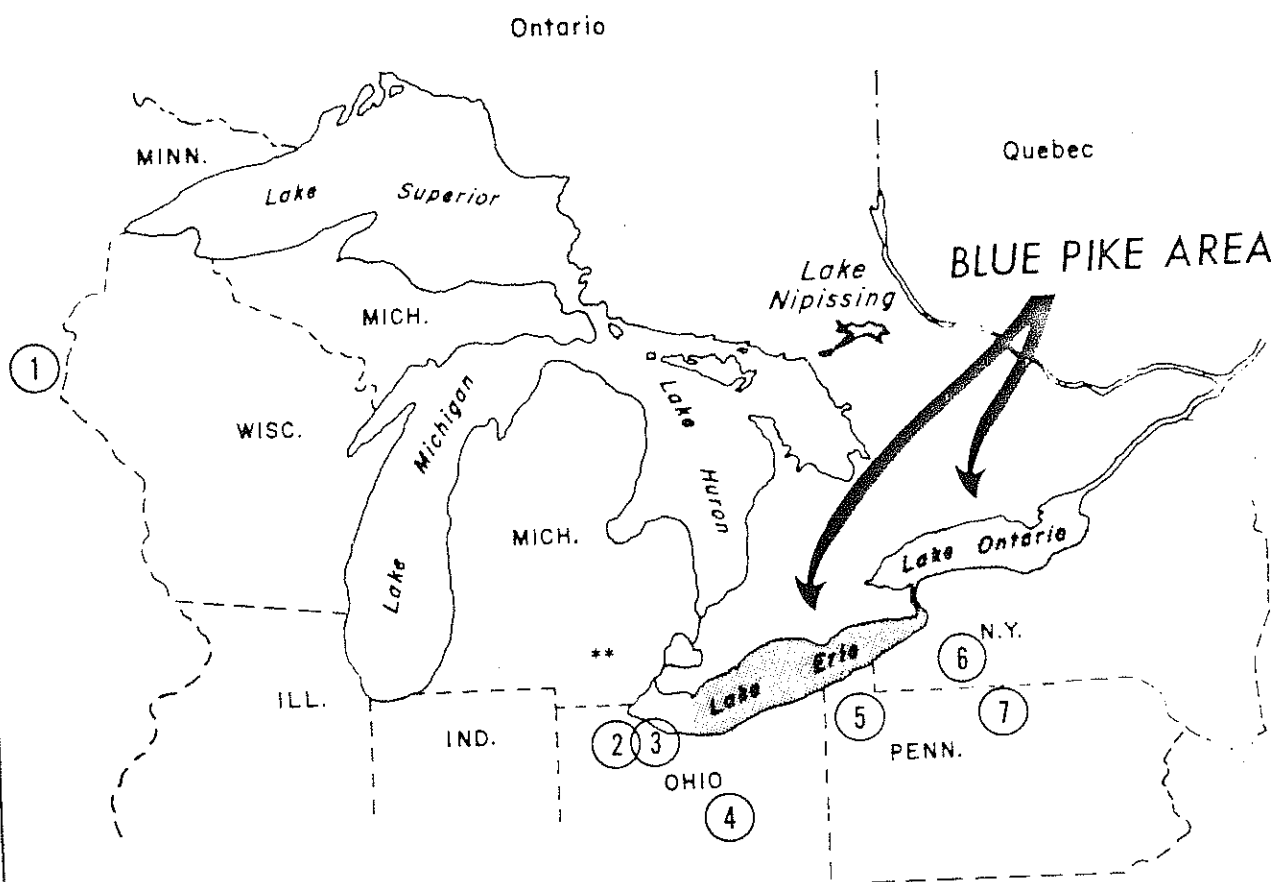 Ontario
MINN.
Quebec
Lake Superior
BLUE PIKE AREA
Lake
Nipissing
MICH.
1
WISC.
Lake Michigan
Lake Huron
MICH.
Lake Ontario
**
Lake Erie
N.Y.
6
ILL.
IND.
2
3
5
7
PENN.
OHIO
4